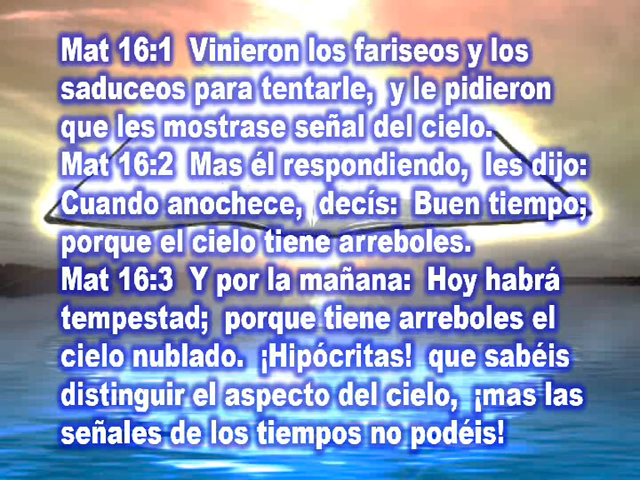 Mat 16:1  Vinieron los fariseos y los
saduceos para tentarle,  y le pidieron
que les mostrase señal del cielo.
Mat 16:2  Mas él respondiendo,  les dijo:
Cuando anochece,  decís:  Buen tiempo;
porque el cielo tiene arreboles.
Mat 16:3  Y por la mañana:  Hoy habrá
tempestad;  porque tiene arreboles el
cielo nublado.  ¡Hipócritas!  que sabéis
distinguir el aspecto del cielo,  ¡mas las
señales de los tiempos no podéis!